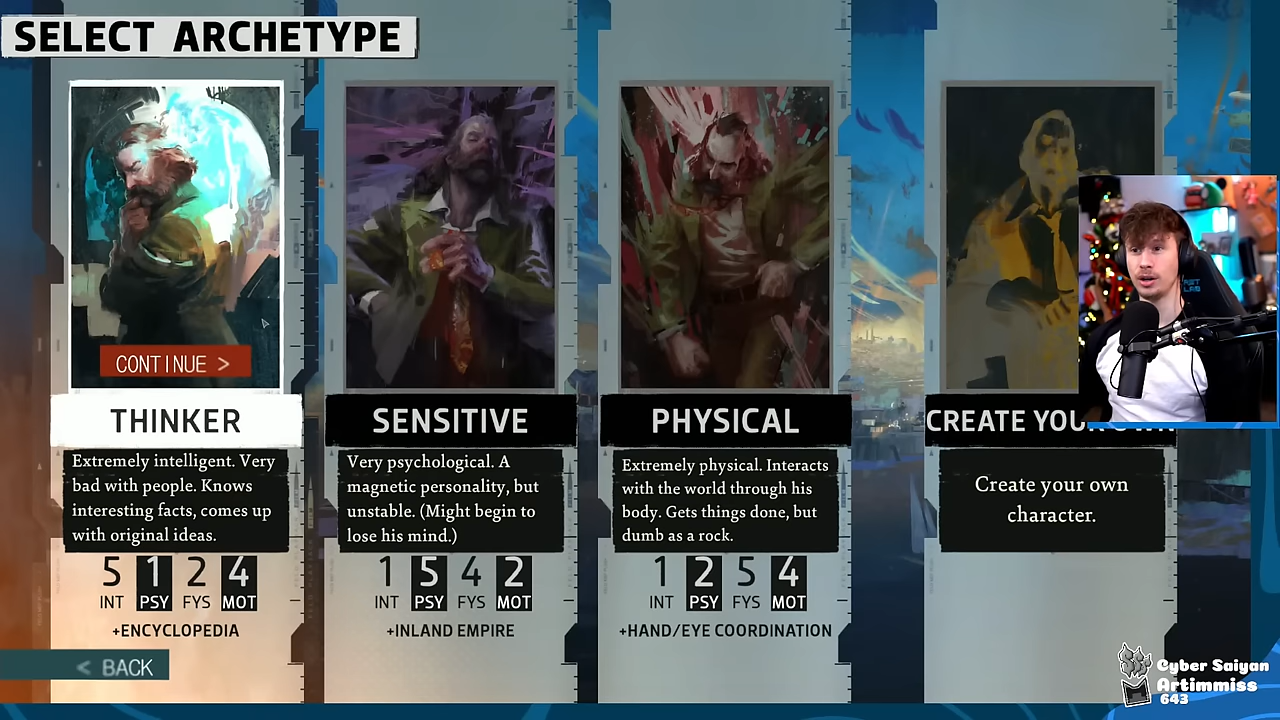 SELECT ARCHETYPE
CONTINUE >
THINKER
Extremely intelligent. Very
bad with people. Knows
interesting facts, comes up
with original ideas.
5 1 2 4
INT PSY FYS MOT
+ENCYCLOPEDIA
SENSITIVE
Very psychological. A
magnetic personality, but
unstable. (Might begin to
lose his mind.)
1 5 4 2
INT PSY FYS MOT
+INLAND EMPIRE
PHYSICAL
Extremely physical. Interacts
with the world through his
body. Gets things done, but
dumb as a rock.
1 2 5 4
INT PSY FYS MOT
+HAND/EYE COORDINATION
CREATE YOUR OWN
Create your own
character.
< BACK
Cyber Saiyan
Artimmiss
643